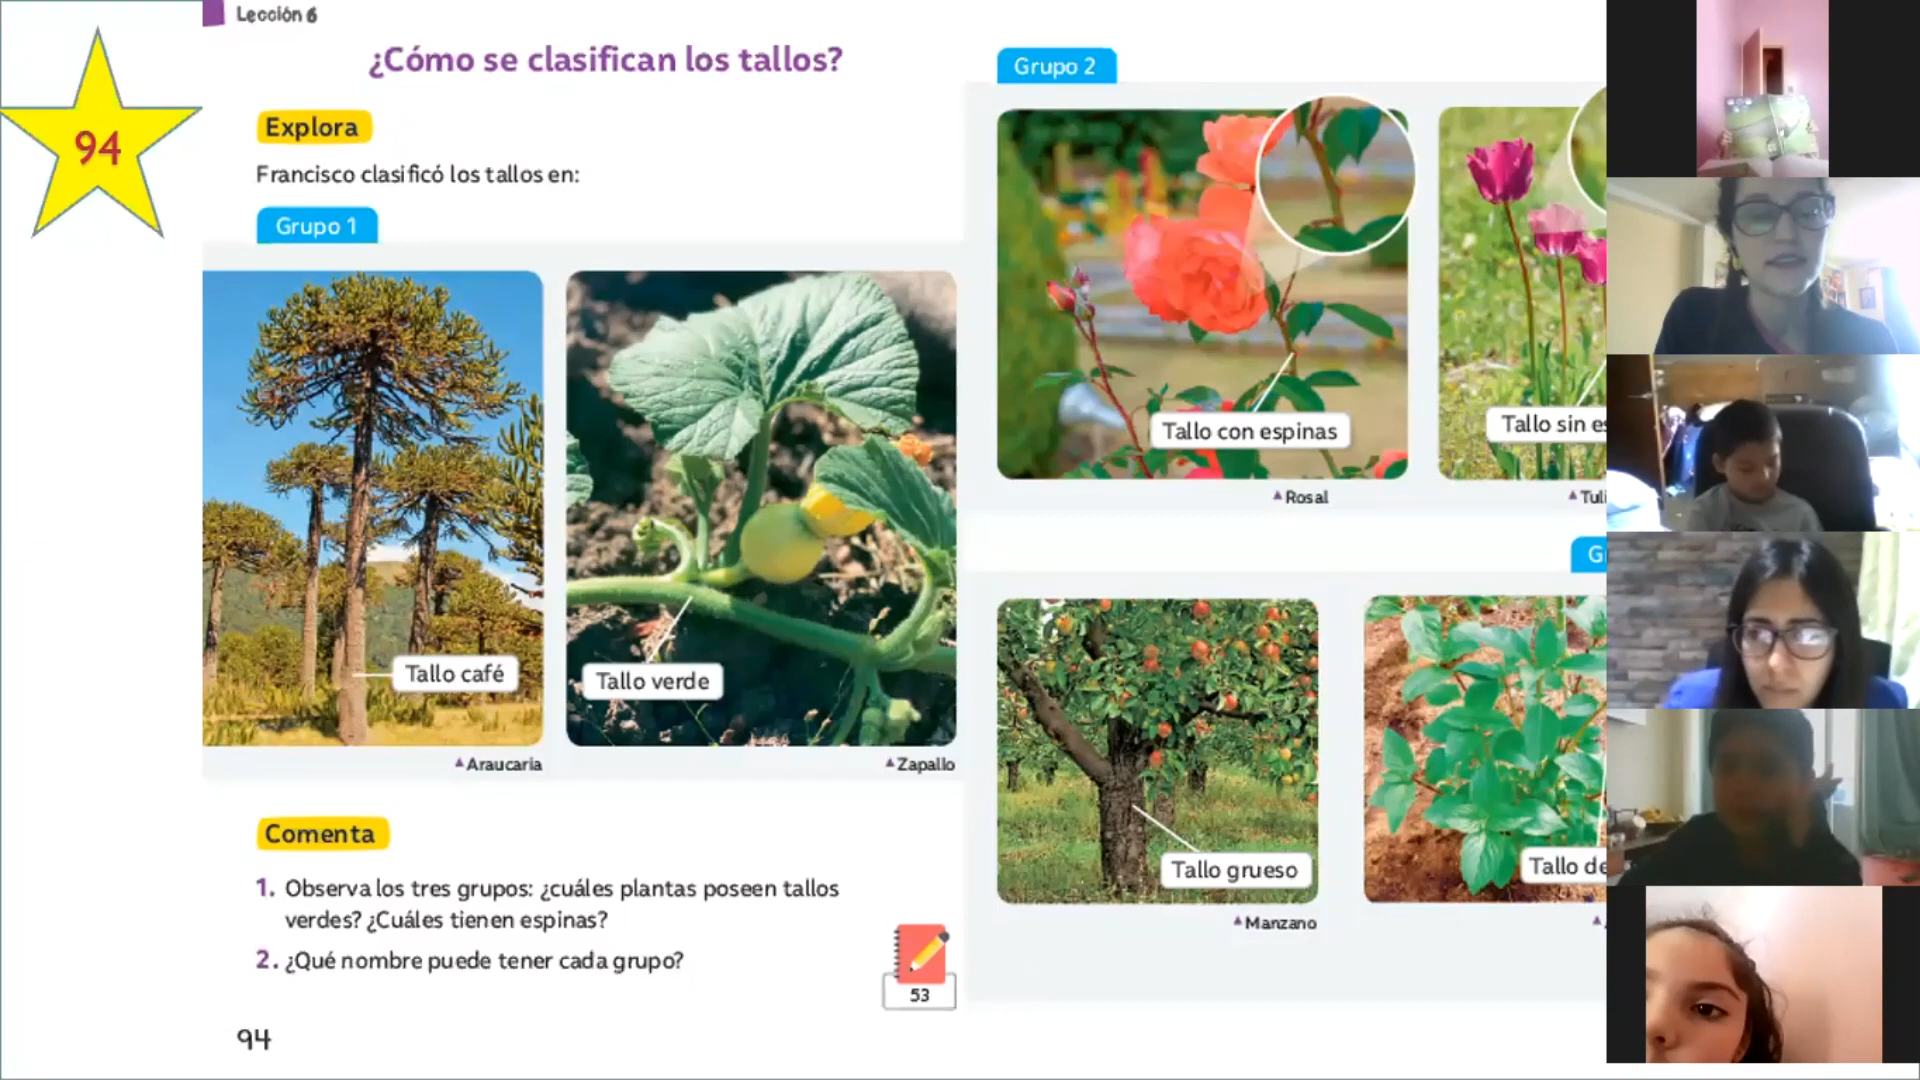 Lección 6
¿Cómo se clasifican los tallos?
94
Explora
Francisco clasificó los tallos en:
Grupo 1
Tallo café
Araucaria
Tallo verde
Zapallo
Comenta
1. Observa los tres grupos: ¿cuáles plantas poseen tallos
verdes? ¿Cuáles tienen espinas?
2. ¿Qué nombre puede tener cada grupo?
53
94
Grupo 2
Tallo con espinas
Rosal
Tallo sin
Tallo grueso
Manzano
Tallo